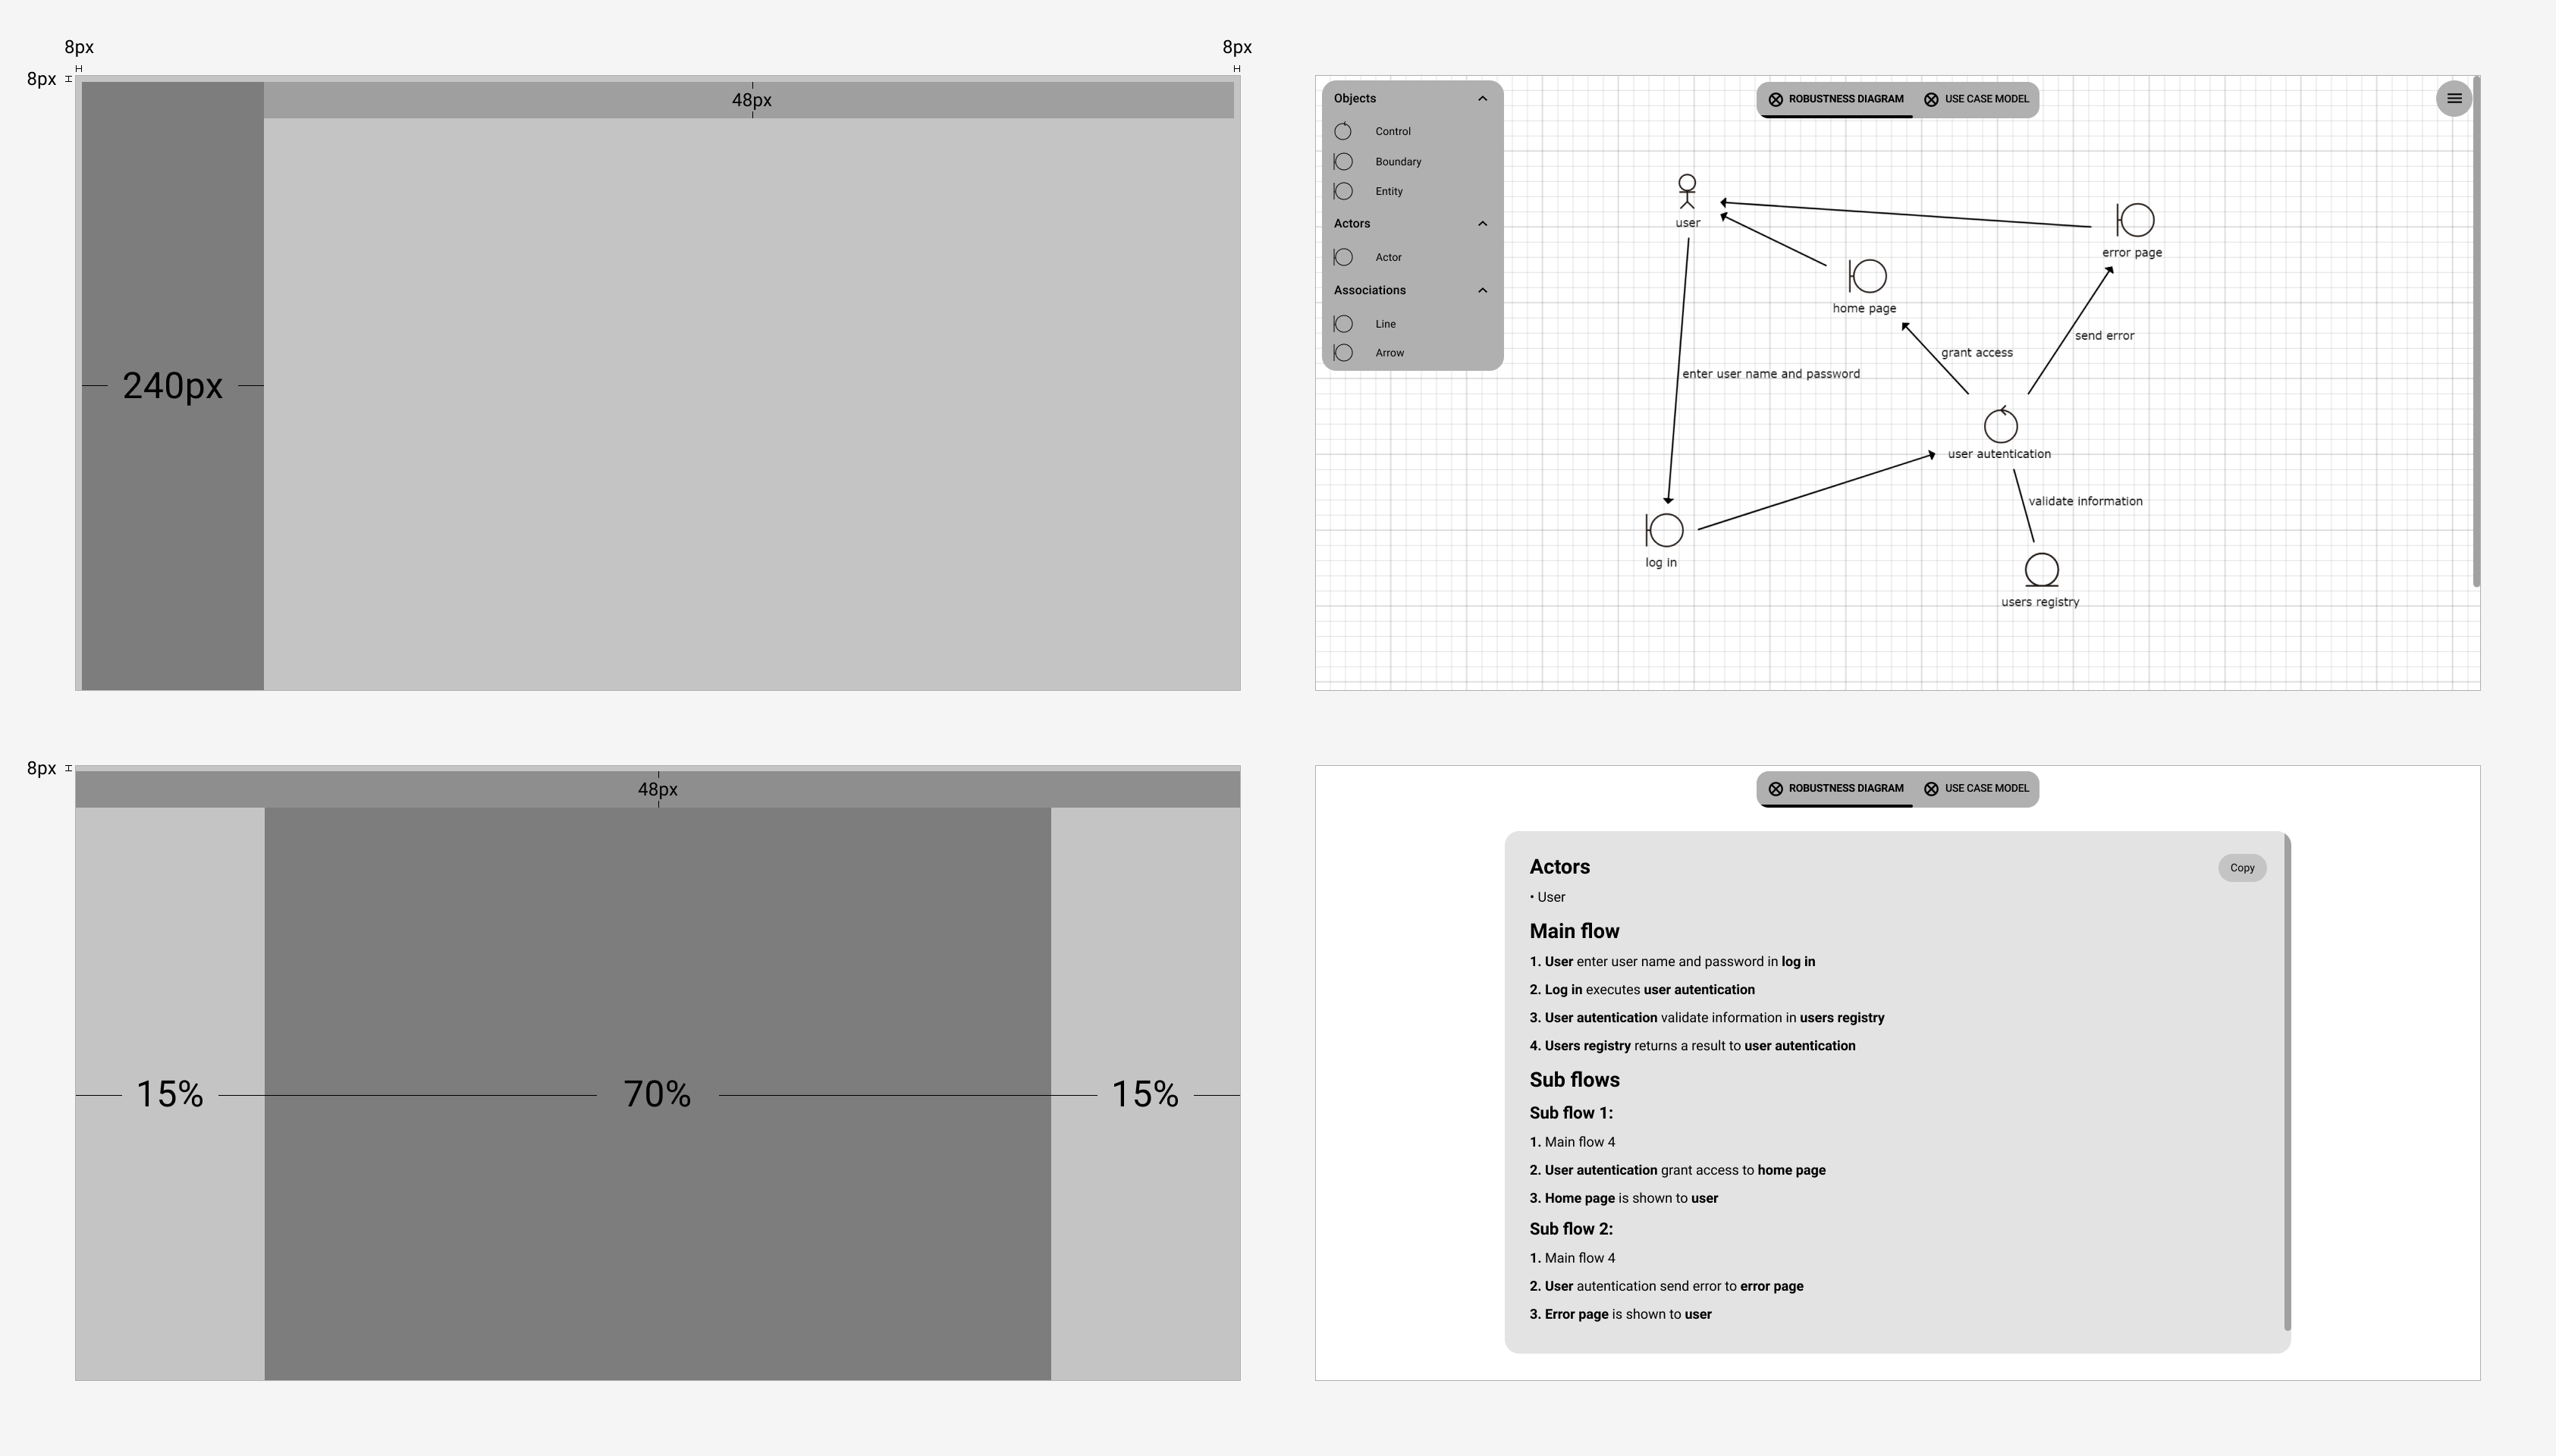 8px
8px
8px
48px
240px
Objects
Control
Boundary
Entity
Actors
Actor
Associations
Line
Arrow
ROBUSTNESS DIAGRAM
USE CASE MODEL
user
error page
home page
send error
grant access
enter user name and password
user autentication
validate information
log in
users registry
8px
48px
15%
70%
15%
ROBUSTNESS DIAGRAM
USE CASE MODEL
Actors
Copy
• User
Main flow
1. User enter user name and password in log in
2. Log in executes user autentication
3. User autentication validate information in users registry
4. Users registry returns a result to user autentication
Sub flows
Sub flow 1:
1. Main flow 4
2. User autentication grant access to home page
3. Home page is shown to user
Sub flow 2:
1. Main flow 4
2. User autentication send error to error page
3. Error page is shown to user